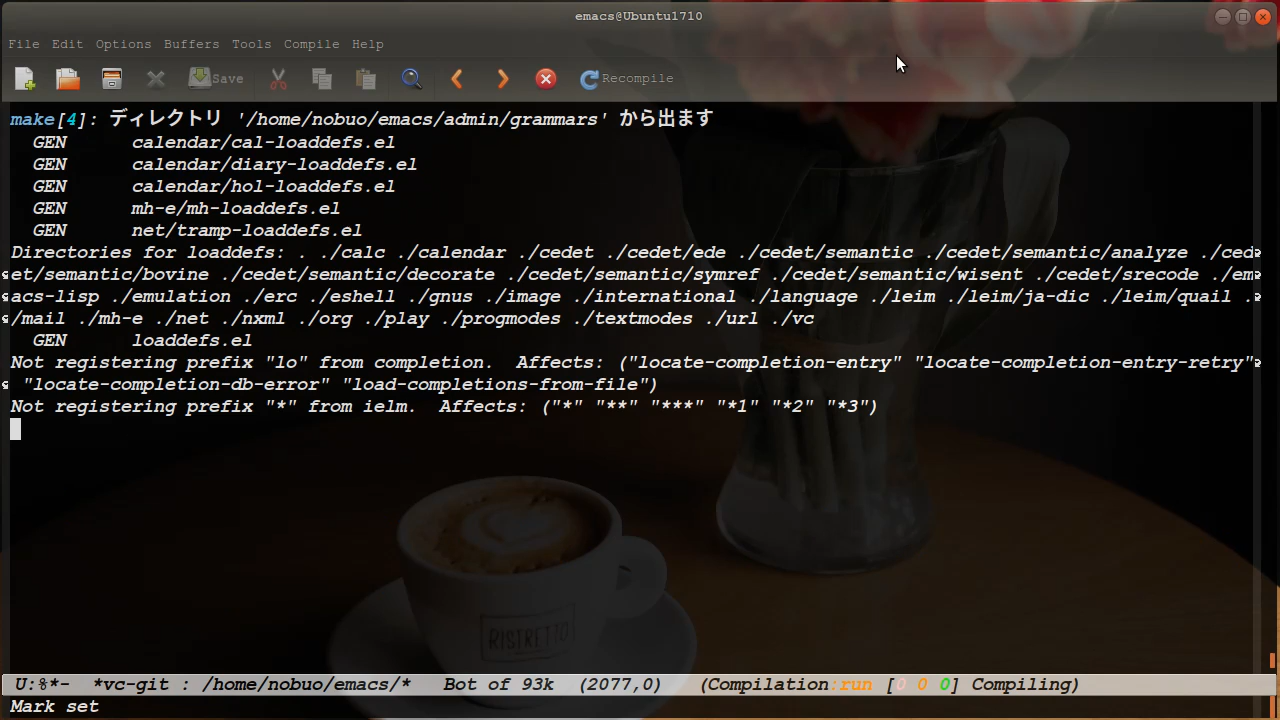 emacs@Ubuntu1710
File Edit Options Buffers Tools Compile Help
Save Recompile
make[4]: ディレクトリ '/home/nobuo/emacs/admin/grammars' から出ます
GEN calendar/cal-loaddefs.el
GEN calendar/diary-loaddefs.el
GEN calendar/hol-loaddefs.el
GEN mh-e/mh-loaddefs.el
GEN net/tramp-loaddefs.el
Directories for loaddefs: . ./calc ./calendar ./cedet ./cedet/ede ./cedet/semantic ./cedet/semantic/analyze ./ced
et/semantic/bovine ./cedet/semantic/decorate ./cedet/semantic/symref ./cedet/semantic/wisent ./cedet/srecode ./em
acs-lisp ./emulation ./erc ./eshell ./gnus ./image ./international ./language ./leim ./leim/ja-dic ./leim/quail .
/mail ./mh-e ./net ./nxml ./org ./play ./progmodes ./textmodes ./url ./vc
GEN loaddefs.el
Not registering prefix "lo" from completion.  Affects: ("locate-completion-entry" "locate-completion-entry-retry"
"locate-completion-db-error" "load-completions-from-file")
Not registering prefix "*" from ielm.  Affects: ("*" "**" "***" "*1" "*2" "*3")
RISTRETTO
U:%*-  *vc-git : /home/nobuo/emacs/*   Bot of 93k  (2077,0)   (Compilation:run [0 0 0] Compiling)
Mark set